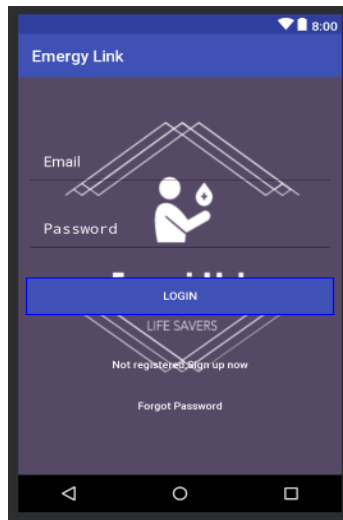 8:00
Emergy Link
Email
Password
LOGIN
LIFE SAVERS
Not registered,Sign up now
Forgot Password